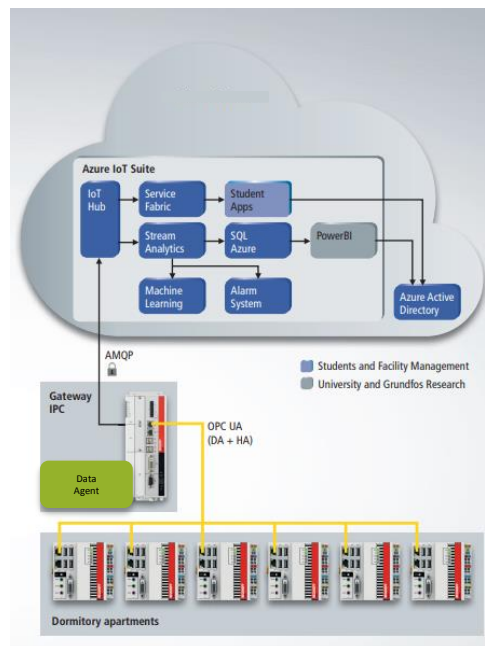 Azure IoT Suite
IoT
Hub
Service
Fabric
Student
Apps
Stream
Analytics
SQL
Azure
PowerBI
Machine
Learning
Alarm
System
Azure Active
Directory
AMQP
Students and Facility Management
University and Grundfos Research
Gateway
IPC
OPC UA
(DA + HA)
Data
Agent
Dormitory apartments